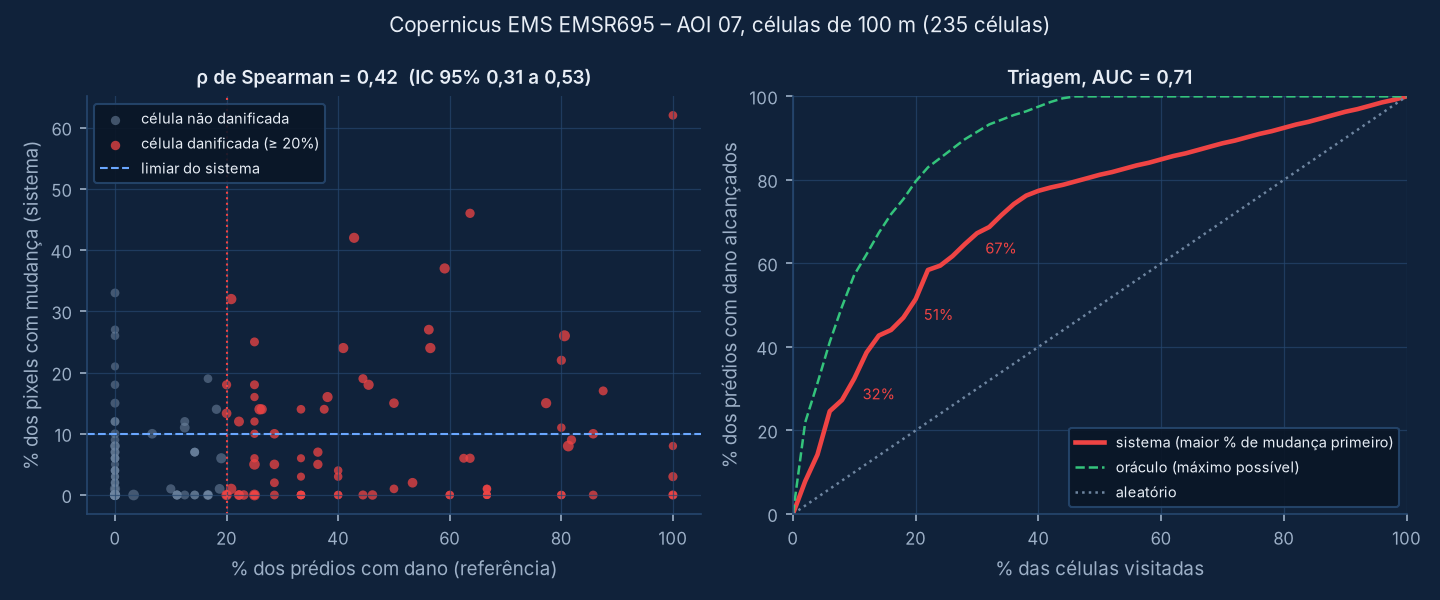 Copernicus EMS EMSR695 – AOI 07, células de 100 m (235 células)
ρ de Spearman = 0,42 (IC 95% 0,31 a 0,53)
célula não danificada
célula danificada (≥ 20%)
limiar do sistema
% dos pixels com mudança (sistema)
60
50
40
30
20
10
0
0 20 40 60 80 100
% dos prédios com dano (referência)
Triagem, AUC = 0,71
% dos prédios com dano alcançados
100
80
60
40
20
0
67%
51%
32%
sistema (maior % de mudança primeiro)
oráculo (máximo possível)
aleatório
0 20 40 60 80 100
% das células visitadas